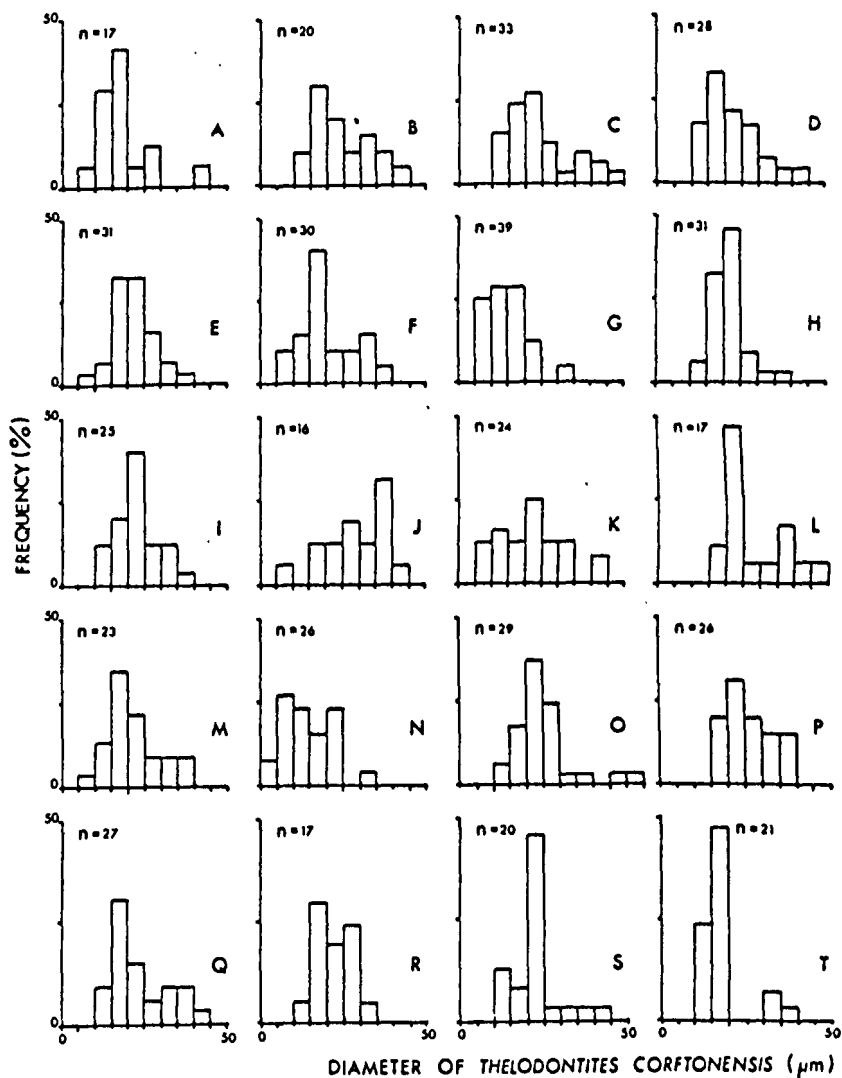 50
n=17
A
0
n=20
B
n=33
C
n=28
D
50
n=31
E
0
n=30
F
n=39
G
n=31
H
FREQUENCY (%)
50
n=25
I
0
n=16
J
n=24
K
n=17
L
50
n=23
M
0
n=26
N
n=29
O
n=26
P
50
n=27
Q
0
n=17
R
n=20
S
n=21
T
0 50
0 50
0 50
0 50
DIAMETER OF THELODONTITES CORFTONENSIS (μm)